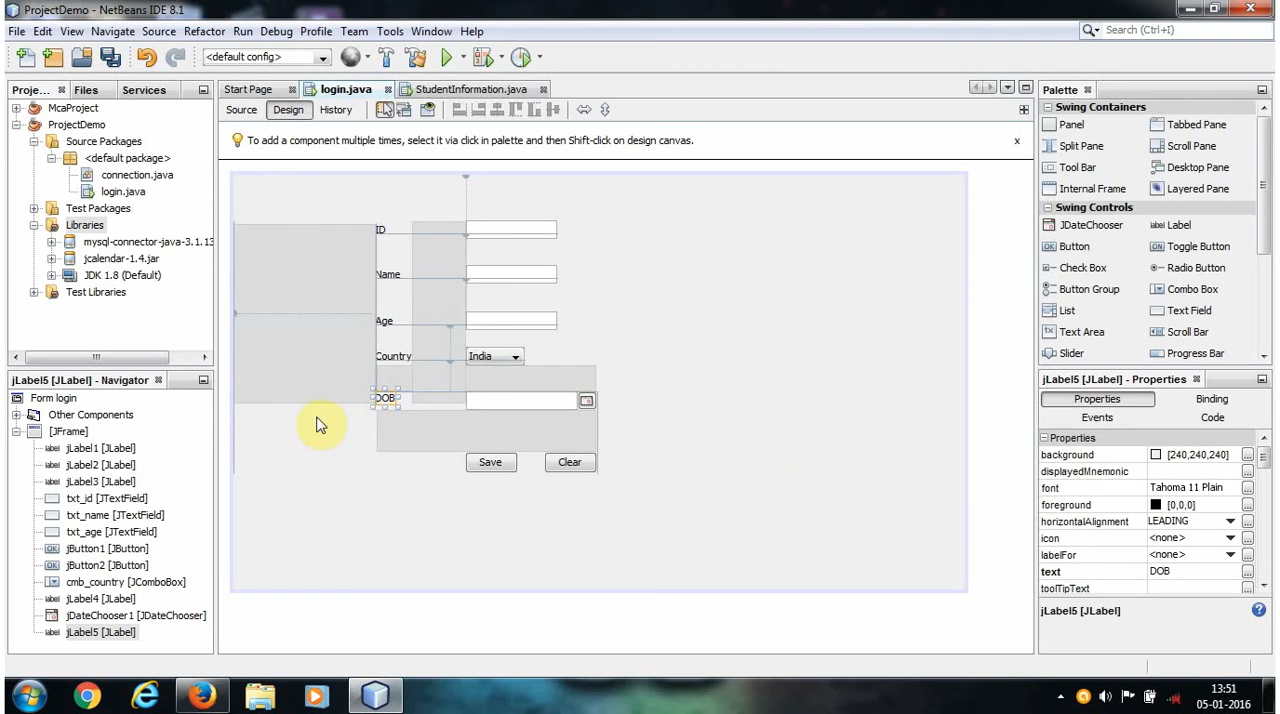 ProjectDemo - NetBeans IDE 8.1
File Edit View Navigate Source Refactor Run Debug Profile Team Tools Window Help
Search (Ctrl+I)
<default config>
Proje... Files Services
McaProject
ProjectDemo
Source Packages
<default package>
connection.java
login.java
Test Packages
Libraries
mysql-connector-java-3.1.13
jcalendar-1.4.jar
JDK 1.8 (Default)
Test Libraries
jLabel5 [JLabel] - Navigator
Form login
Other Components
[JFrame]
jLabel1 [JLabel]
jLabel2 [JLabel]
jLabel3 [JLabel]
txt_id [JTextField]
txt_name [JTextField]
txt_age [JTextField]
jButton1 [JButton]
jButton2 [JButton]
cmb_country [JComboBox]
jLabel4 [JLabel]
jDateChooser1 [JDateChooser]
jLabel5 [JLabel]
Start Page login.java StudentInformation.java
Source Design History
To add a component multiple times, select it via click in palette and then Shift-click on design canvas.
x
ID
Name
Age
Country India
DOB
Save Clear
Palette
Swing Containers
Panel Tabbed Pane
Split Pane Scroll Pane
Tool Bar Desktop Pane
Internal Frame Layered Pane
Swing Controls
JDateChooser Label
Button Toggle Button
Check Box Radio Button
Button Group Combo Box
List Text Field
Text Area Scroll Bar
Slider Progress Bar
jLabel5 [JLabel] - Properties
Properties Binding
Events Code
Properties
background [240,240,240] ...
displayedMnemonic ...
font Tahoma 11 Plain ...
foreground [0,0,0] ...
horizontalAlignment LEADING ...
icon <none> ...
labelFor <none> ...
text DOB ...
toolTipText ...
jLabel5 [JLabel]
13:51
05-01-2016